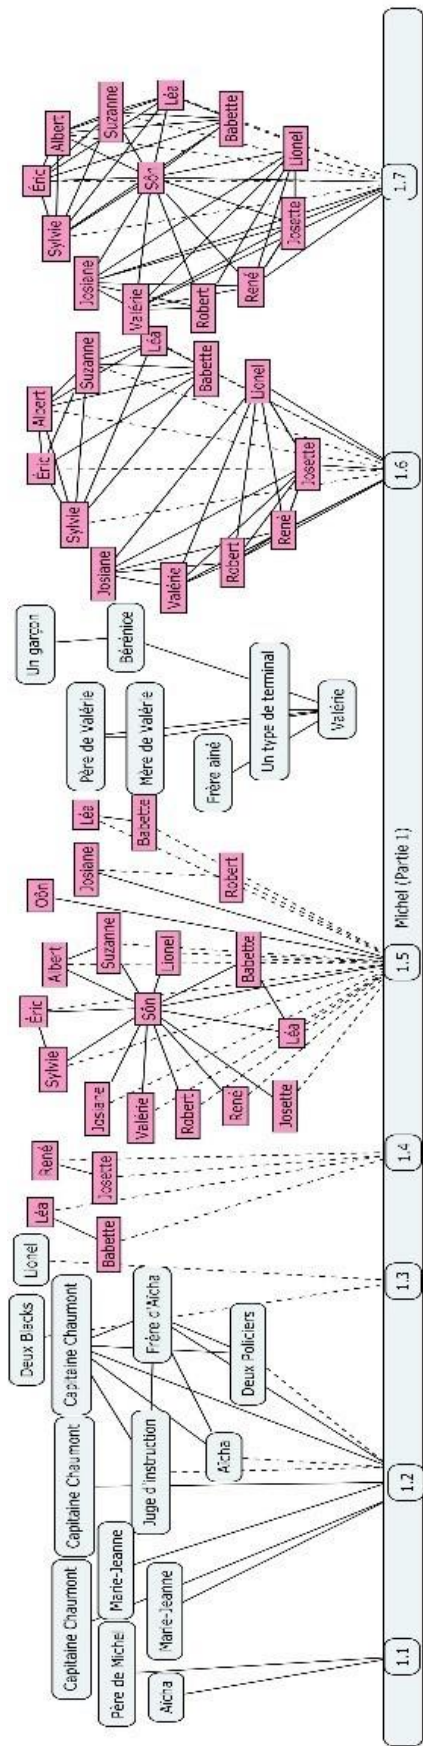 Aïcha
Père de Michel
Capitaine Chaumont
Marie-Jeanne
Marie-Jeanne
Capitaine Chaumont
Juge d'instruction
Aïcha
Capitaine Chaumont
Frère d'Aïcha
Deux Policiers
Deux Blacks
Lionel
Babette
Léa
Josette
René
Sylvie
Éric
Albert
Suzanne
Lionel
Babette
Léa
Josette
René
Robert
Valérie
Josiane
Sôn
Oôn
Josiane
Robert
Léa
Babette
Père de Valérie
Mère de Valérie
Frère ainé
Un type de terminal
Valérie
Un garçon
Bérénice
Sylvie
Éric
Albert
Suzanne
Léa
Babette
Lionel
Josette
René
Robert
Valérie
Josiane
Sylvie
Éric
Albert
Suzanne
Léa
Babette
Sôn
Lionel
Josette
René
Robert
Valérie
Josiane
Michel (Partie 1)
1.1
1.2
1.3
1.4
1.5
1.6
1.7